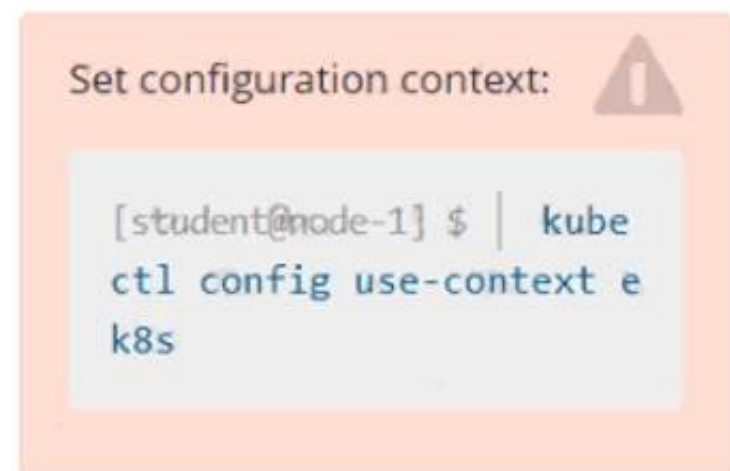 Set configuration context:
[student@node-1] $ | kube
ctl config use-context e
k8s